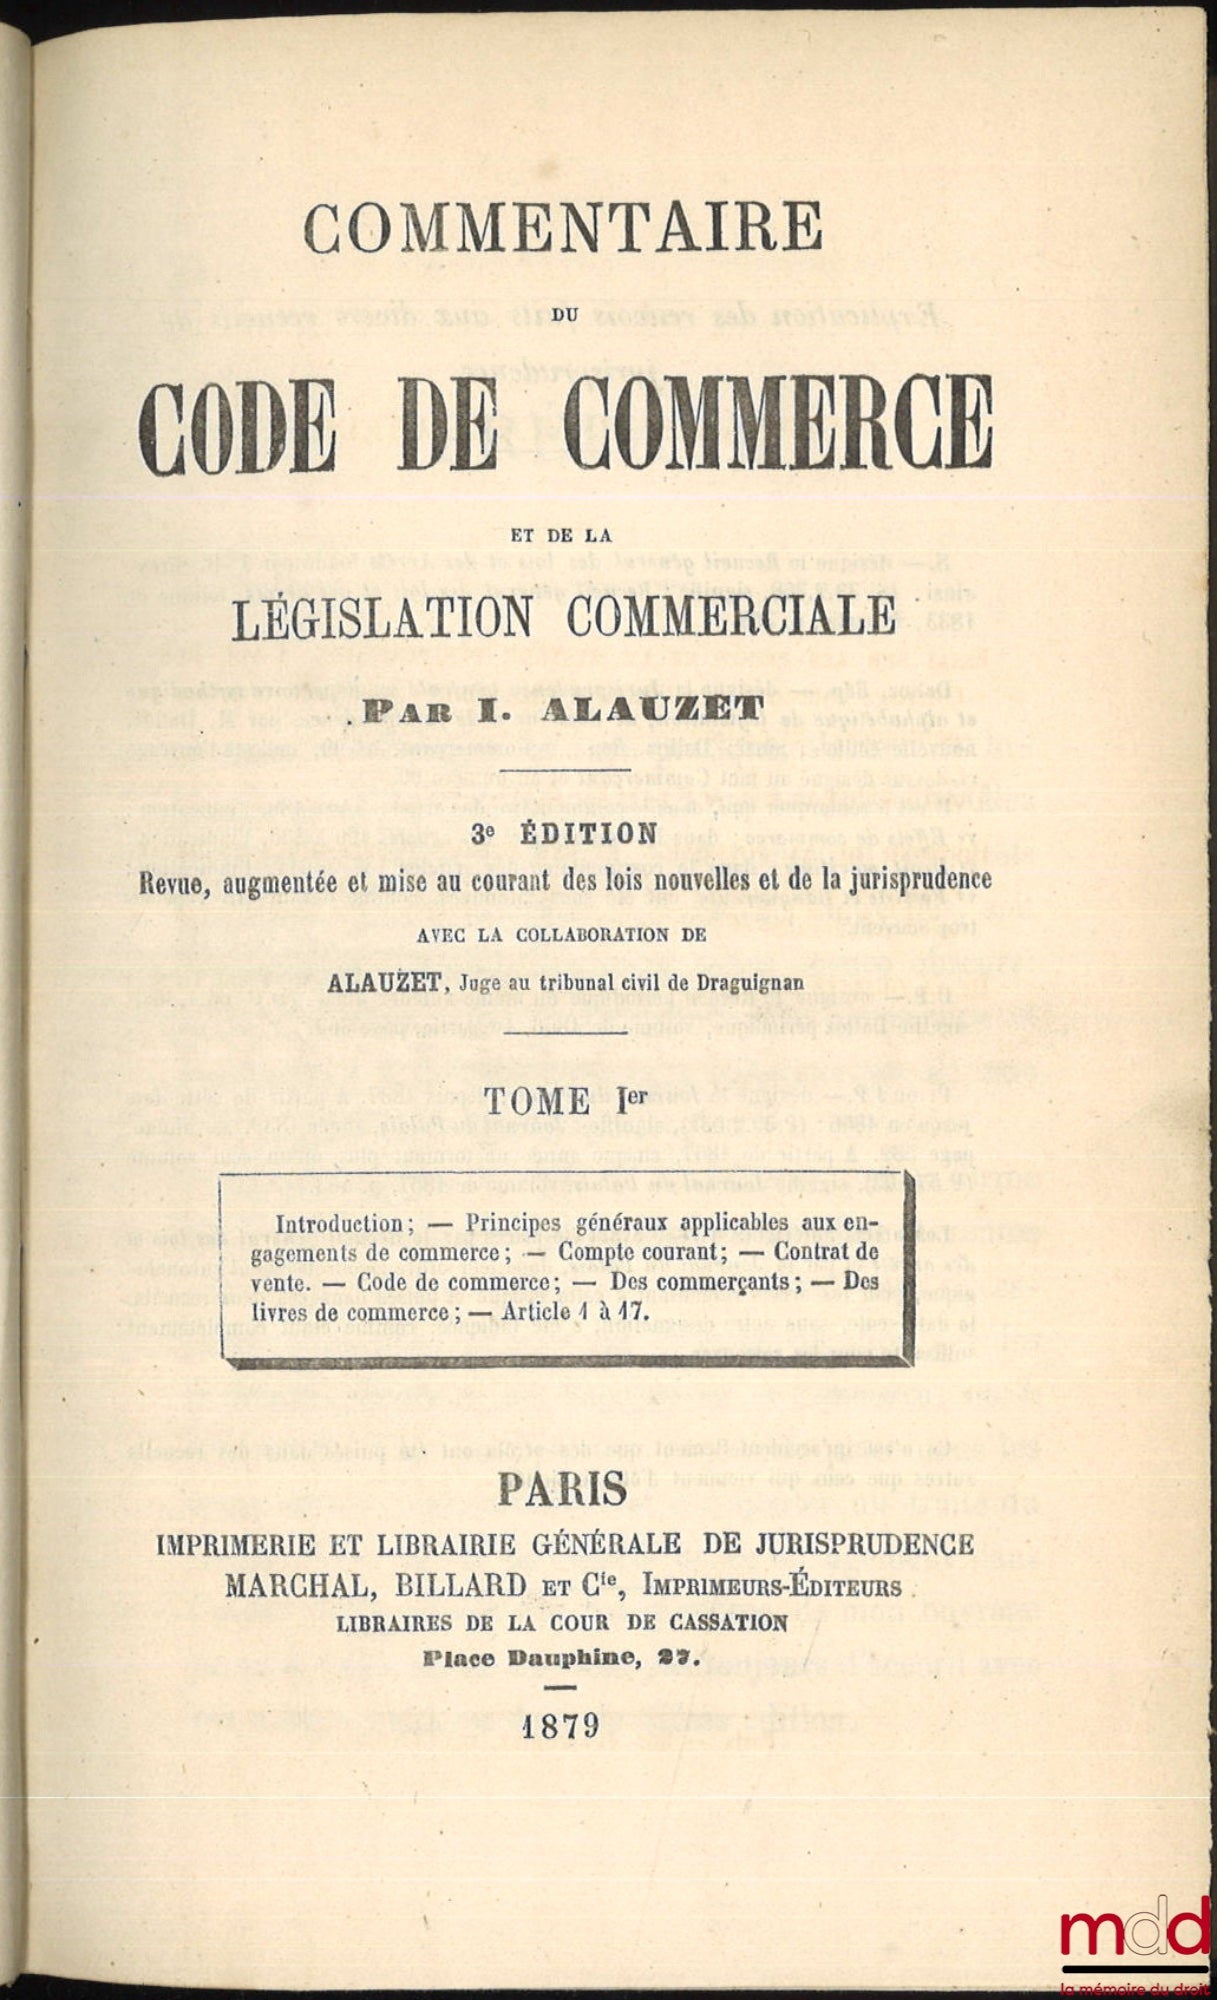 COMMENTAIRE
DU
CODE DE COMMERCE
ET DE LA
LÉGISLATION COMMERCIALE
PAR I. ALAUZET
3e ÉDITION
Revue, augmentée et mise au courant des lois nouvelles et de la jurisprudence
AVEC LA COLLABORATION DE
ALAUZET, Juge au tribunal civil de Draguignan
TOME Ier
Introduction; — Principes généraux applicables aux en-
gagements de commerce; — Compte courant; — Contrat de
vente. — Code de commerce; — Des commerçants; — Des
livres de commerce; — Article 1 à 17.
PARIS
IMPRIMERIE ET LIBRAIRIE GÉNÉRALE DE JURISPRUDENCE
MARCHAL, BILLARD ET Cie, IMPRIMEURS-ÉDITEURS
LIBRAIRES DE LA COUR DE CASSATION
Place Dauphine, 27.
1879
mdd
la mémoire du droit